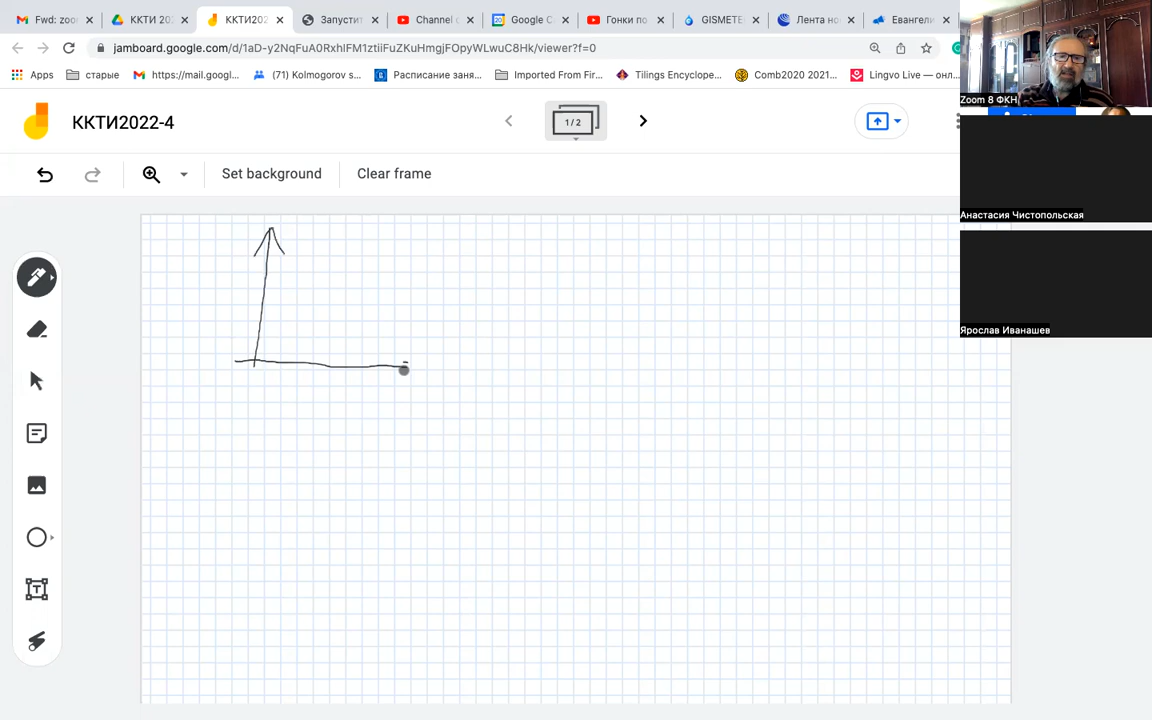 Fwd: zoo
ККТИ 202
ККТИ202
Запустит
Channel c
Google C
Гонки по
GISMETE
Лента но
Евангели
jamboard.google.com/d/1aD-y2NqFuA0RxhIFM1ztiiFuZKuHmgjFOpyWLwuC8Hk/viewer?f=0
Apps
старые
https://mail.googl...
(71) Kolmogorov s...
Расписание заня...
Imported From Fir...
Tilings Encyclope...
Comb2020 2021...
Lingvo Live — онл...
Zoom 8 ФКН
ККТИ2022-4
1/2
Set background
Clear frame
Анастасия Чистопольская
Ярослав Иванашев